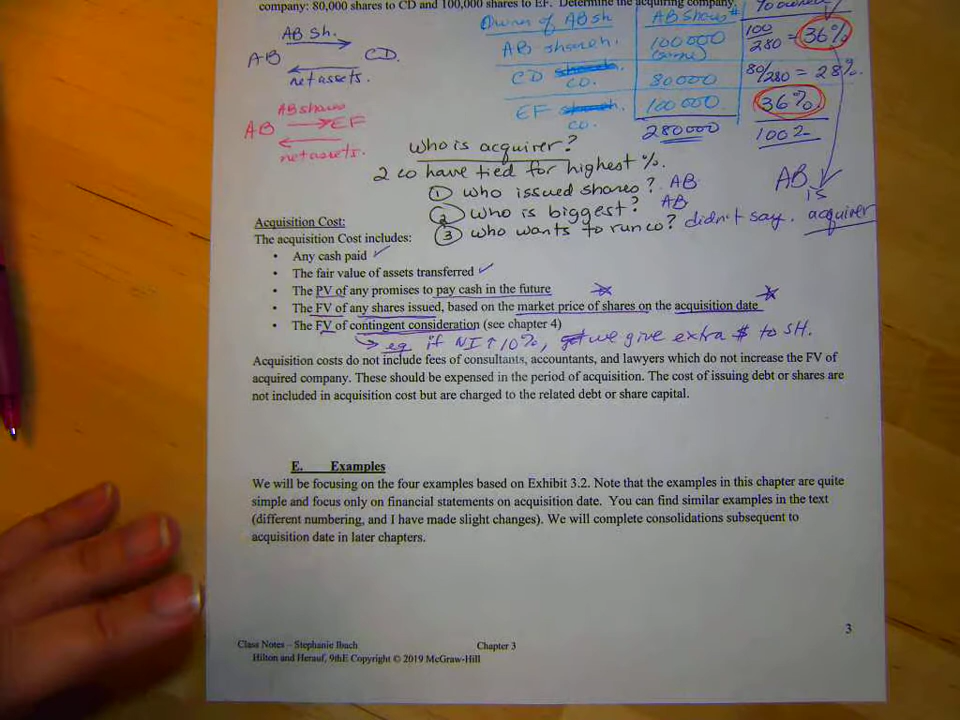 company: 80,000 shares to CD and 100,000 shares to EF. Determine the acquiring company.
% owned
Owner of AB sh
AB shares #
AB Sh.
AB
CD.
net assets.
AB shareh.
100 000
(same)
100
280 = 36%
CD shareh.
co.
80000
80/280 = 28%.
EF shareh.
co.
100000
36%
280000
100%
AB shares
AB
EF
net assets.
Who is acquirer?
2 co have tied for highest %.
① who issued shares? AB
② who is biggest? AB
③ who wants to run co? didn't say.
AB
is
acquirer
Acquisition Cost:
The acquisition Cost includes:
• Any cash paid ✓
• The fair value of assets transferred ✓
• The PV of any promises to pay cash in the future
• The FV of any shares issued, based on the market price of shares on the acquisition date
• The FV of contingent consideration (see chapter 4)
eg if NI ↑ 10%, we give extra $ to SH.
Acquisition costs do not include fees of consultants, accountants, and lawyers which do not increase the FV of
acquired company. These should be expensed in the period of acquisition. The cost of issuing debt or shares are
not included in acquisition cost but are charged to the related debt or share capital.
E. Examples
We will be focusing on the four examples based on Exhibit 3.2. Note that the examples in this chapter are quite
simple and focus only on financial statements on acquisition date. You can find similar examples in the text
(different numbering, and I have made slight changes). We will complete consolidations subsequent to
acquisition date in later chapters.
3
Class Notes – Stephanie Ibach Chapter 3
Hilton and Herauf, 9thE Copyright © 2019 McGraw-Hill